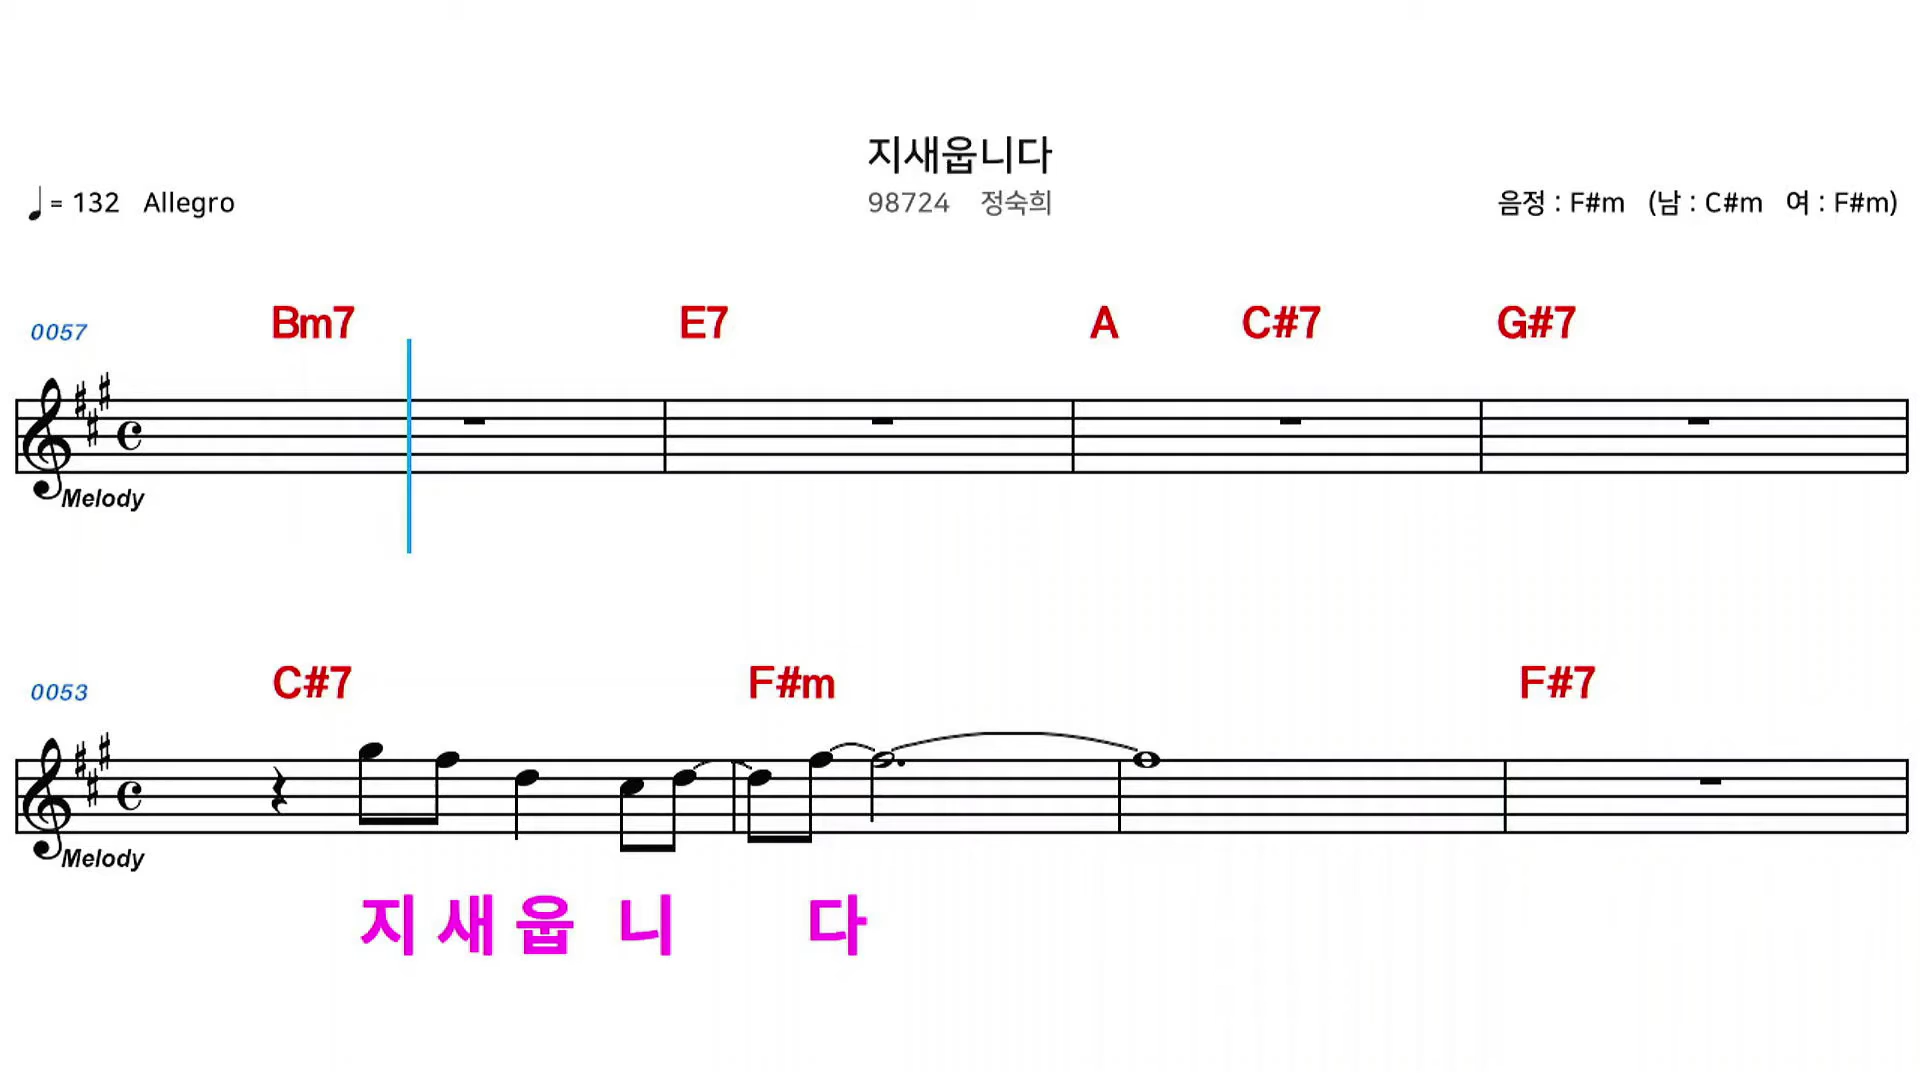 지새웁니다
♩= 132 Allegro 98724 정숙희 음정 : F#m (남 : C#m 여 : F#m)
0057 Bm7 E7 A C#7 G#7
Melody
0053 C#7 F#m F#7
Melody
지 새 웁 니 다